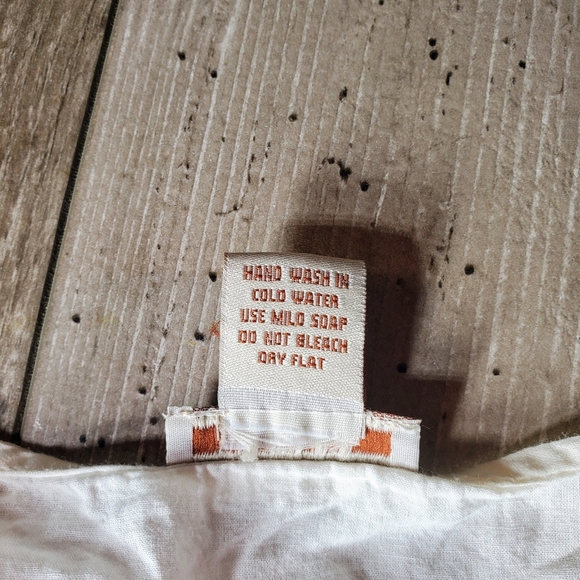 HAND WASH IN
COLD WATER
USE MILD SOAP
DO NOT BLEACH
DRY FLAT